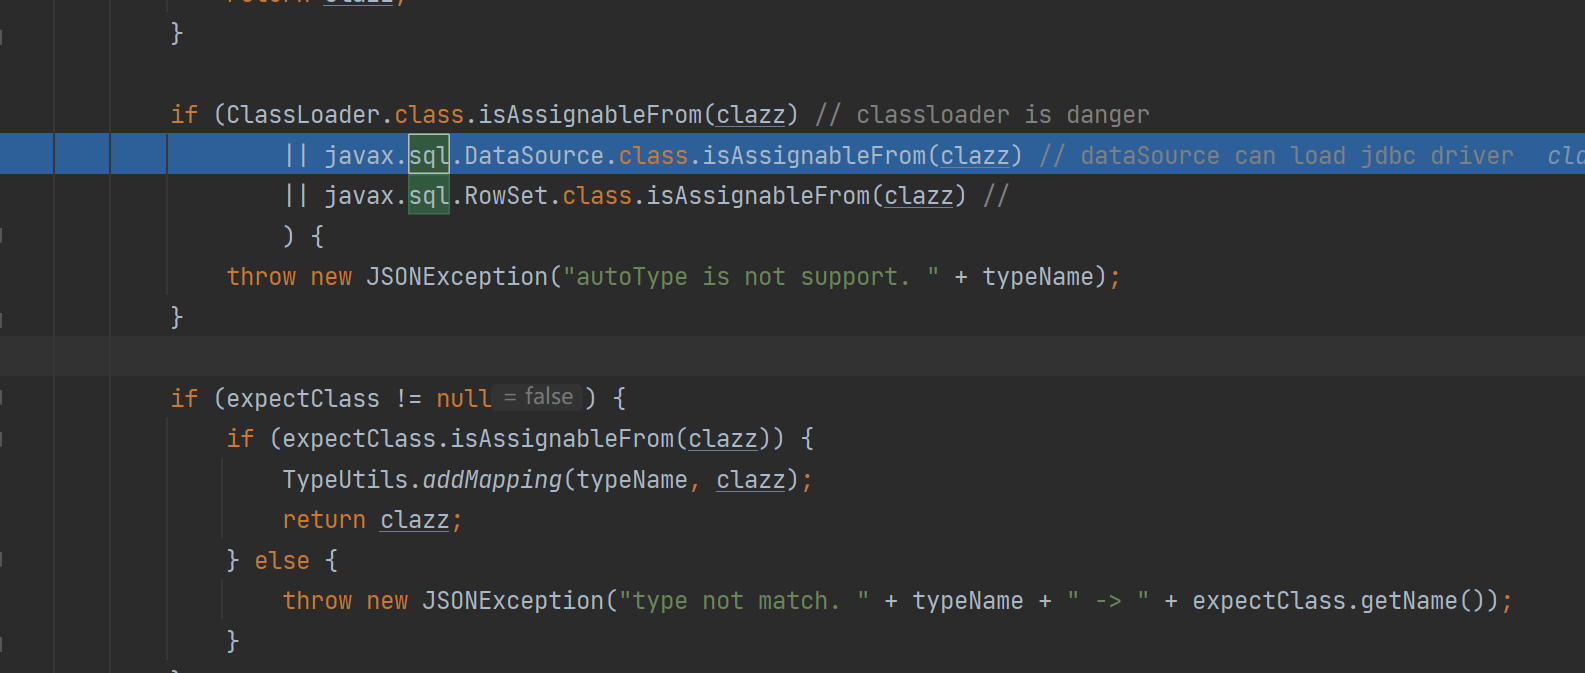 return clazz;
}
if (ClassLoader.class.isAssignableFrom(clazz) // classloader is danger
|| javax.sql.DataSource.class.isAssignableFrom(clazz) // dataSource can load jdbc driver
|| javax.sql.RowSet.class.isAssignableFrom(clazz) //
) {
throw new JSONException("autoType is not support. " + typeName);
}
if (expectClass != null = false ) {
if (expectClass.isAssignableFrom(clazz)) {
TypeUtils.addMapping(typeName, clazz);
return clazz;
} else {
throw new JSONException("type not match. " + typeName + " -> " + expectClass.getName());
}